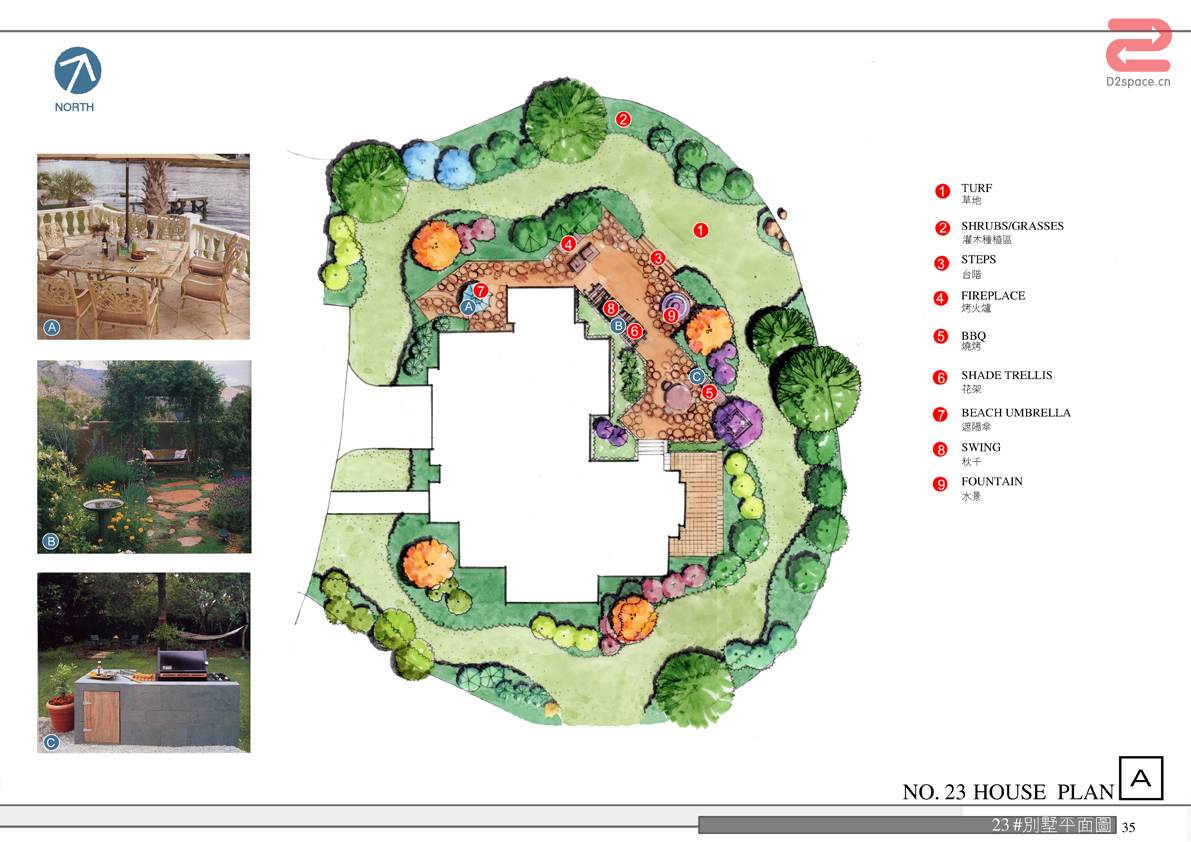 D2space.cn
NORTH
2
1
4
3
7
A
8
B
6
9
C
5
A
B
C
1 TURF
草地
2 SHRUBS/GRASSES
灌木種植區
3 STEPS
台階
4 FIREPLACE
烤火爐
5 BBQ
燒烤
6 SHADE TRELLIS
花架
7 BEACH UMBRELLA
遮陽傘
8 SWING
秋千
9 FOUNTAIN
水景
NO. 23 HOUSE PLAN A
23#別墅平面圖 35